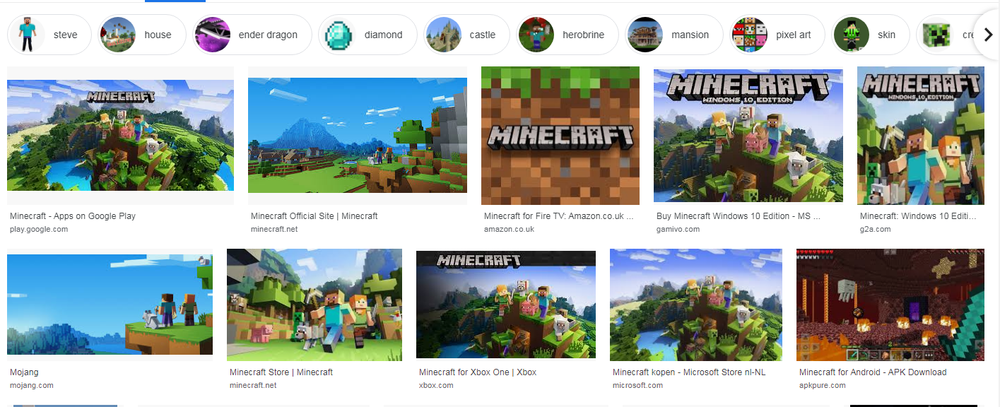 steve
house
ender dragon
diamond
castle
herobrine
mansion
pixel art
skin
cre
MINECRAFT
MINECRAFT
MINECRAFT
WINDOWS 10 EDITION
MINECRAFT
WINDOWS 10 EDITION
Minecraft - Apps on Google Play
play.google.com
Minecraft Official Site | Minecraft
minecraft.net
Minecraft for Fire TV: Amazon.co.uk ...
amazon.co.uk
Buy Minecraft Windows 10 Edition - MS ...
gamivo.com
Minecraft: Windows 10 Editi...
g2a.com
MINECRAFT
Mojang
mojang.com
Minecraft Store | Minecraft
minecraft.net
Minecraft for Xbox One | Xbox
xbox.com
Minecraft kopen - Microsoft Store nl-NL
microsoft.com
Minecraft for Android - APK Download
apkpure.com